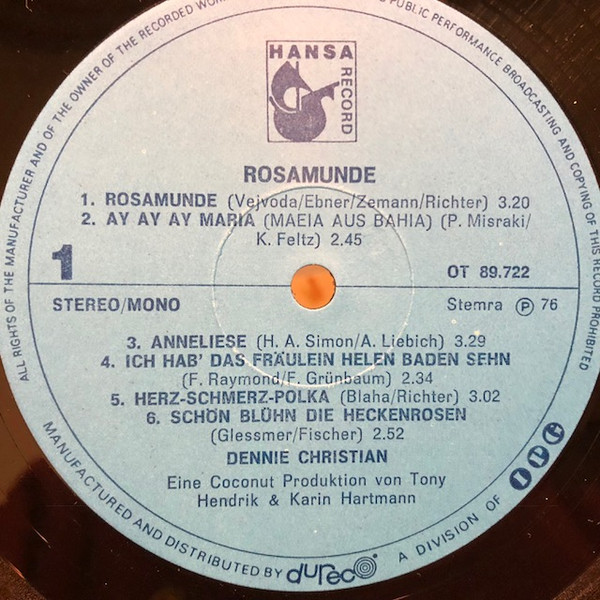 ALL RIGHTS OF THE MANUFACTURER AND OF THE OWNER OF THE RECORDED WORK
PUBLIC PERFORMANCE BROADCASTING AND COPYING OF THIS RECORD PROHIBITED
HANSA
RECORD
ROSAMUNDE
1. ROSAMUNDE (Vejvoda/Ebner/Zemann/Richter) 3.20
2. AY AY AY MARIA (MAEIA AUS BAHIA) (P. Misraki/
K. Feltz) 2.45
1
OT 89.722
STEREO/MONO
Stemra Ⓟ 76
3. ANNELIESE (H. A. Simon/A. Liebich) 3.29
4. ICH HAB' DAS FRÄULEIN HELEN BADEN SEHN
(F. Raymond/F. Grünbaum) 2.34
5. HERZ-SCHMERZ-POLKA (Blaha/Richter) 3.02
6. SCHÖN BLÜHN DIE HECKENROSEN
(Glessmer/Fischer) 2.52
DENNIE CHRISTIAN
Eine Coconut Produktion von Tony
Hendrik & Karin Hartmann
MANUFACTURED AND DISTRIBUTED BY dureco A DIVISION OF